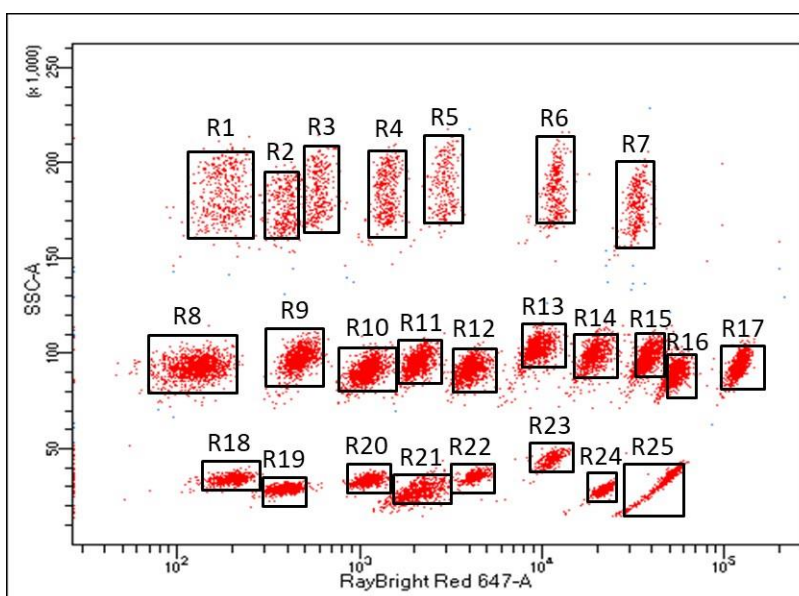 (x 1,000)
250
200
150
100
50
SSC-A
R1
R2
R3
R4
R5
R6
R7
R8
R9
R10
R11
R12
R13
R14
R15
R16
R17
R18
R19
R20
R21
R22
R23
R24
R25
10² 10³ 10⁴ 10⁵
RayBright Red 647-A